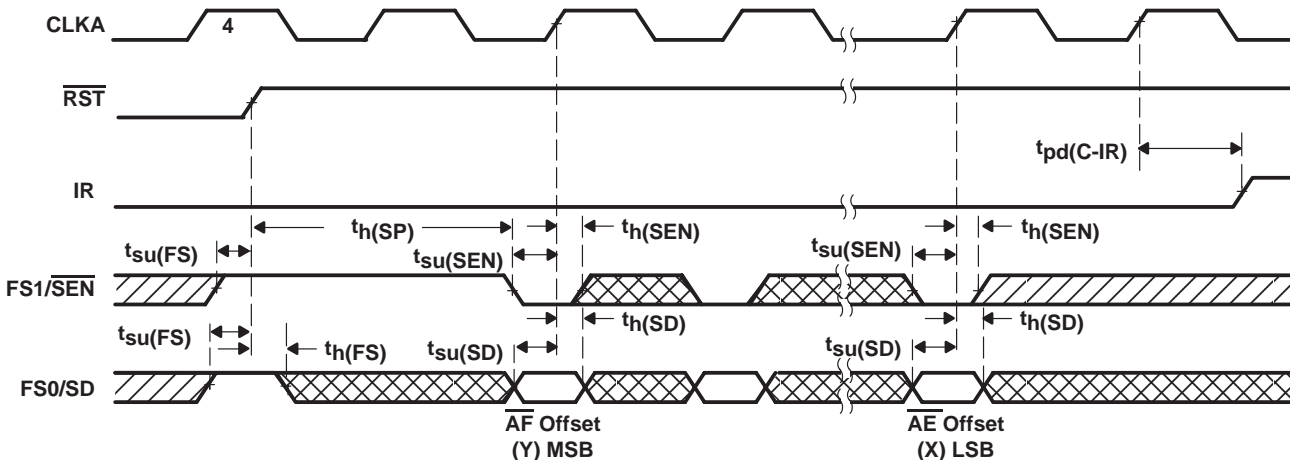 CLKA
4
RST
tpd(C-IR)
IR
th(SP)
th(SEN)
th(SEN)
tsu(FS)
tsu(SEN)
tsu(SEN)
FS1/SEN
th(SD)
th(SD)
tsu(FS)
th(FS)
tsu(SD)
tsu(SD)
FS0/SD
AF Offset
(Y) MSB
AE Offset
(X) LSB